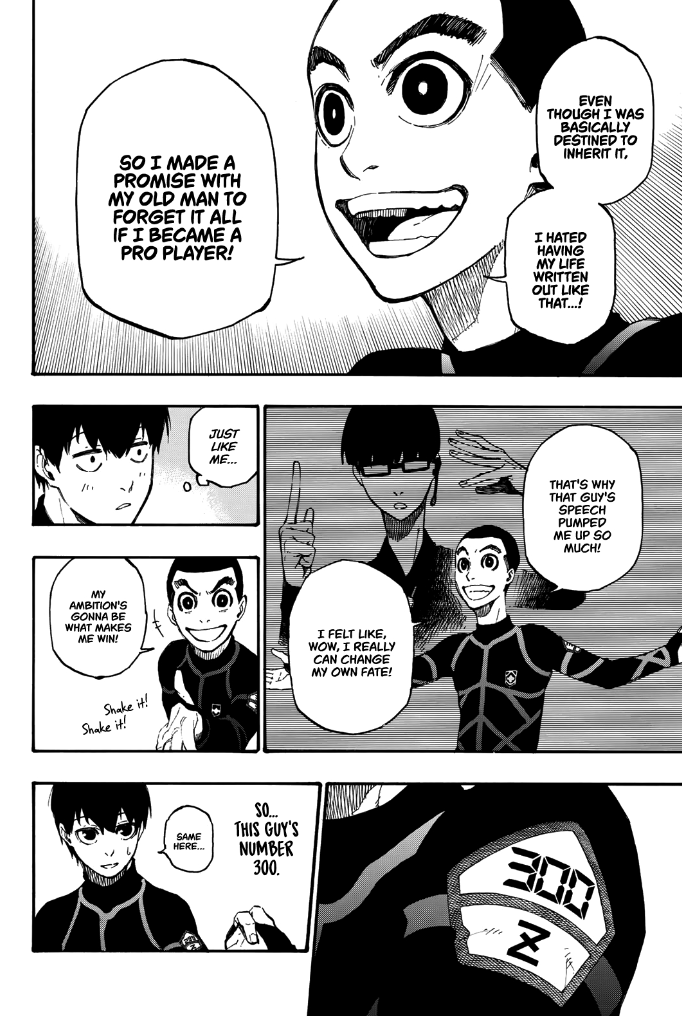 EVEN
THOUGH I WAS
BASICALLY
DESTINED TO
INHERIT IT,
I HATED
HAVING
MY LIFE
WRITTEN
OUT LIKE
THAT...!
SO I MADE A
PROMISE WITH
MY OLD MAN TO
FORGET IT ALL
IF I BECAME A
PRO PLAYER!
JUST
LIKE
ME...
THAT'S WHY
THAT GUY'S
SPEECH
PUMPED
ME UP SO
MUCH!
I FELT LIKE,
WOW, I REALLY
CAN CHANGE
MY OWN FATE!
MY
AMBITION'S
GONNA BE
WHAT MAKES
ME WIN!
Shake it!
Shake it!
SO...
THIS GUY'S
NUMBER
300.
SAME
HERE...
300
Z